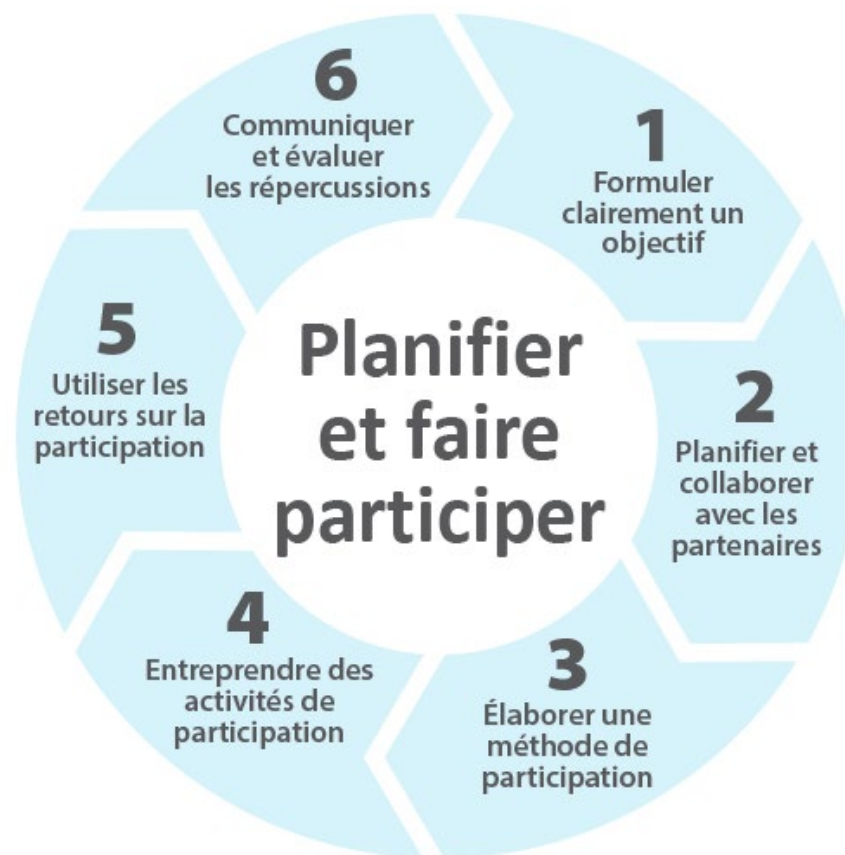 Planifier
et faire
participer
1
Formuler
clairement un
objectif
2
Planifier et
collaborer
avec les
partenaires
3
Élaborer une
méthode de
participation
4
Entreprendre des
activités de
participation
5
Utiliser les
retours sur la
participation
6
Communiquer
et évaluer
les répercussions